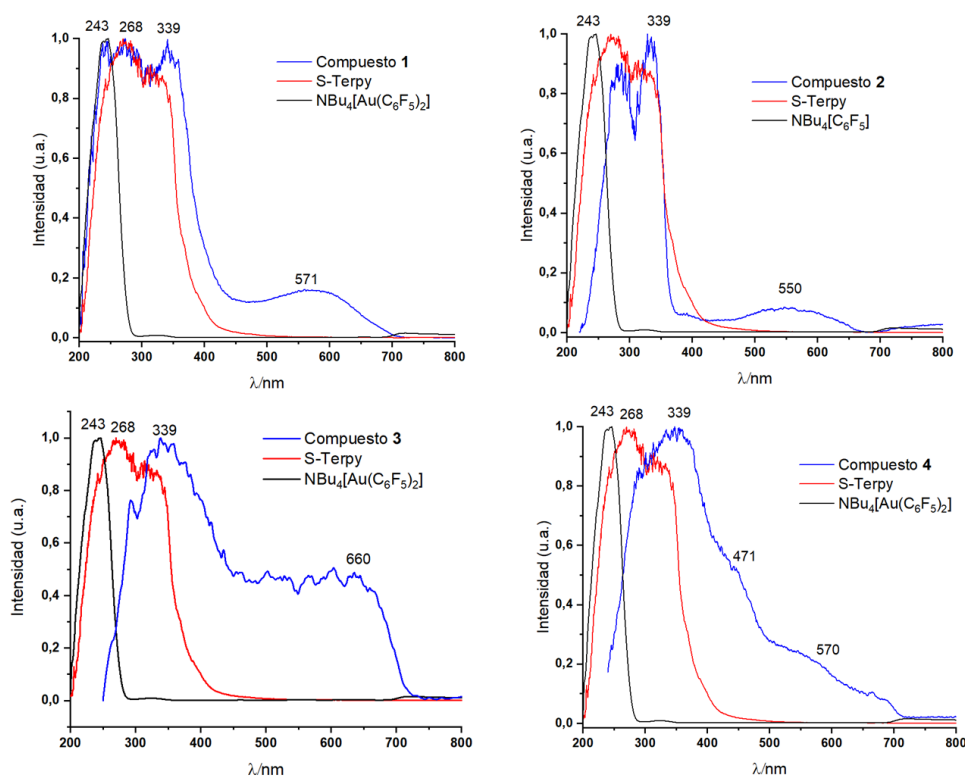 243 268 339
Compuesto 1
S-Terpy
NBu₄[Au(C₆F₅)₂]
571
Intensidad (u.a.)
1,0
0,8
0,6
0,4
0,2
0,0
200 300 400 500 600 700 800
λ/nm
243 339
Compuesto 2
S-Terpy
NBu₄[C₆F₅]
550
Intensidad (u.a.)
1,0
0,8
0,6
0,4
0,2
0,0
200 300 400 500 600 700 800
λ/nm
243 268 339
Compuesto 3
S-Terpy
NBu₄[Au(C₆F₅)₂]
660
Intensidad (u.a.)
1,0
0,8
0,6
0,4
0,2
0,0
200 300 400 500 600 700 800
λ/nm
243 268 339
Compuesto 4
S-Terpy
NBu₄[Au(C₆F₅)₂]
471
570
Intensidad (u.a.)
1,0
0,8
0,6
0,4
0,2
0,0
200 300 400 500 600 700 800
λ/nm